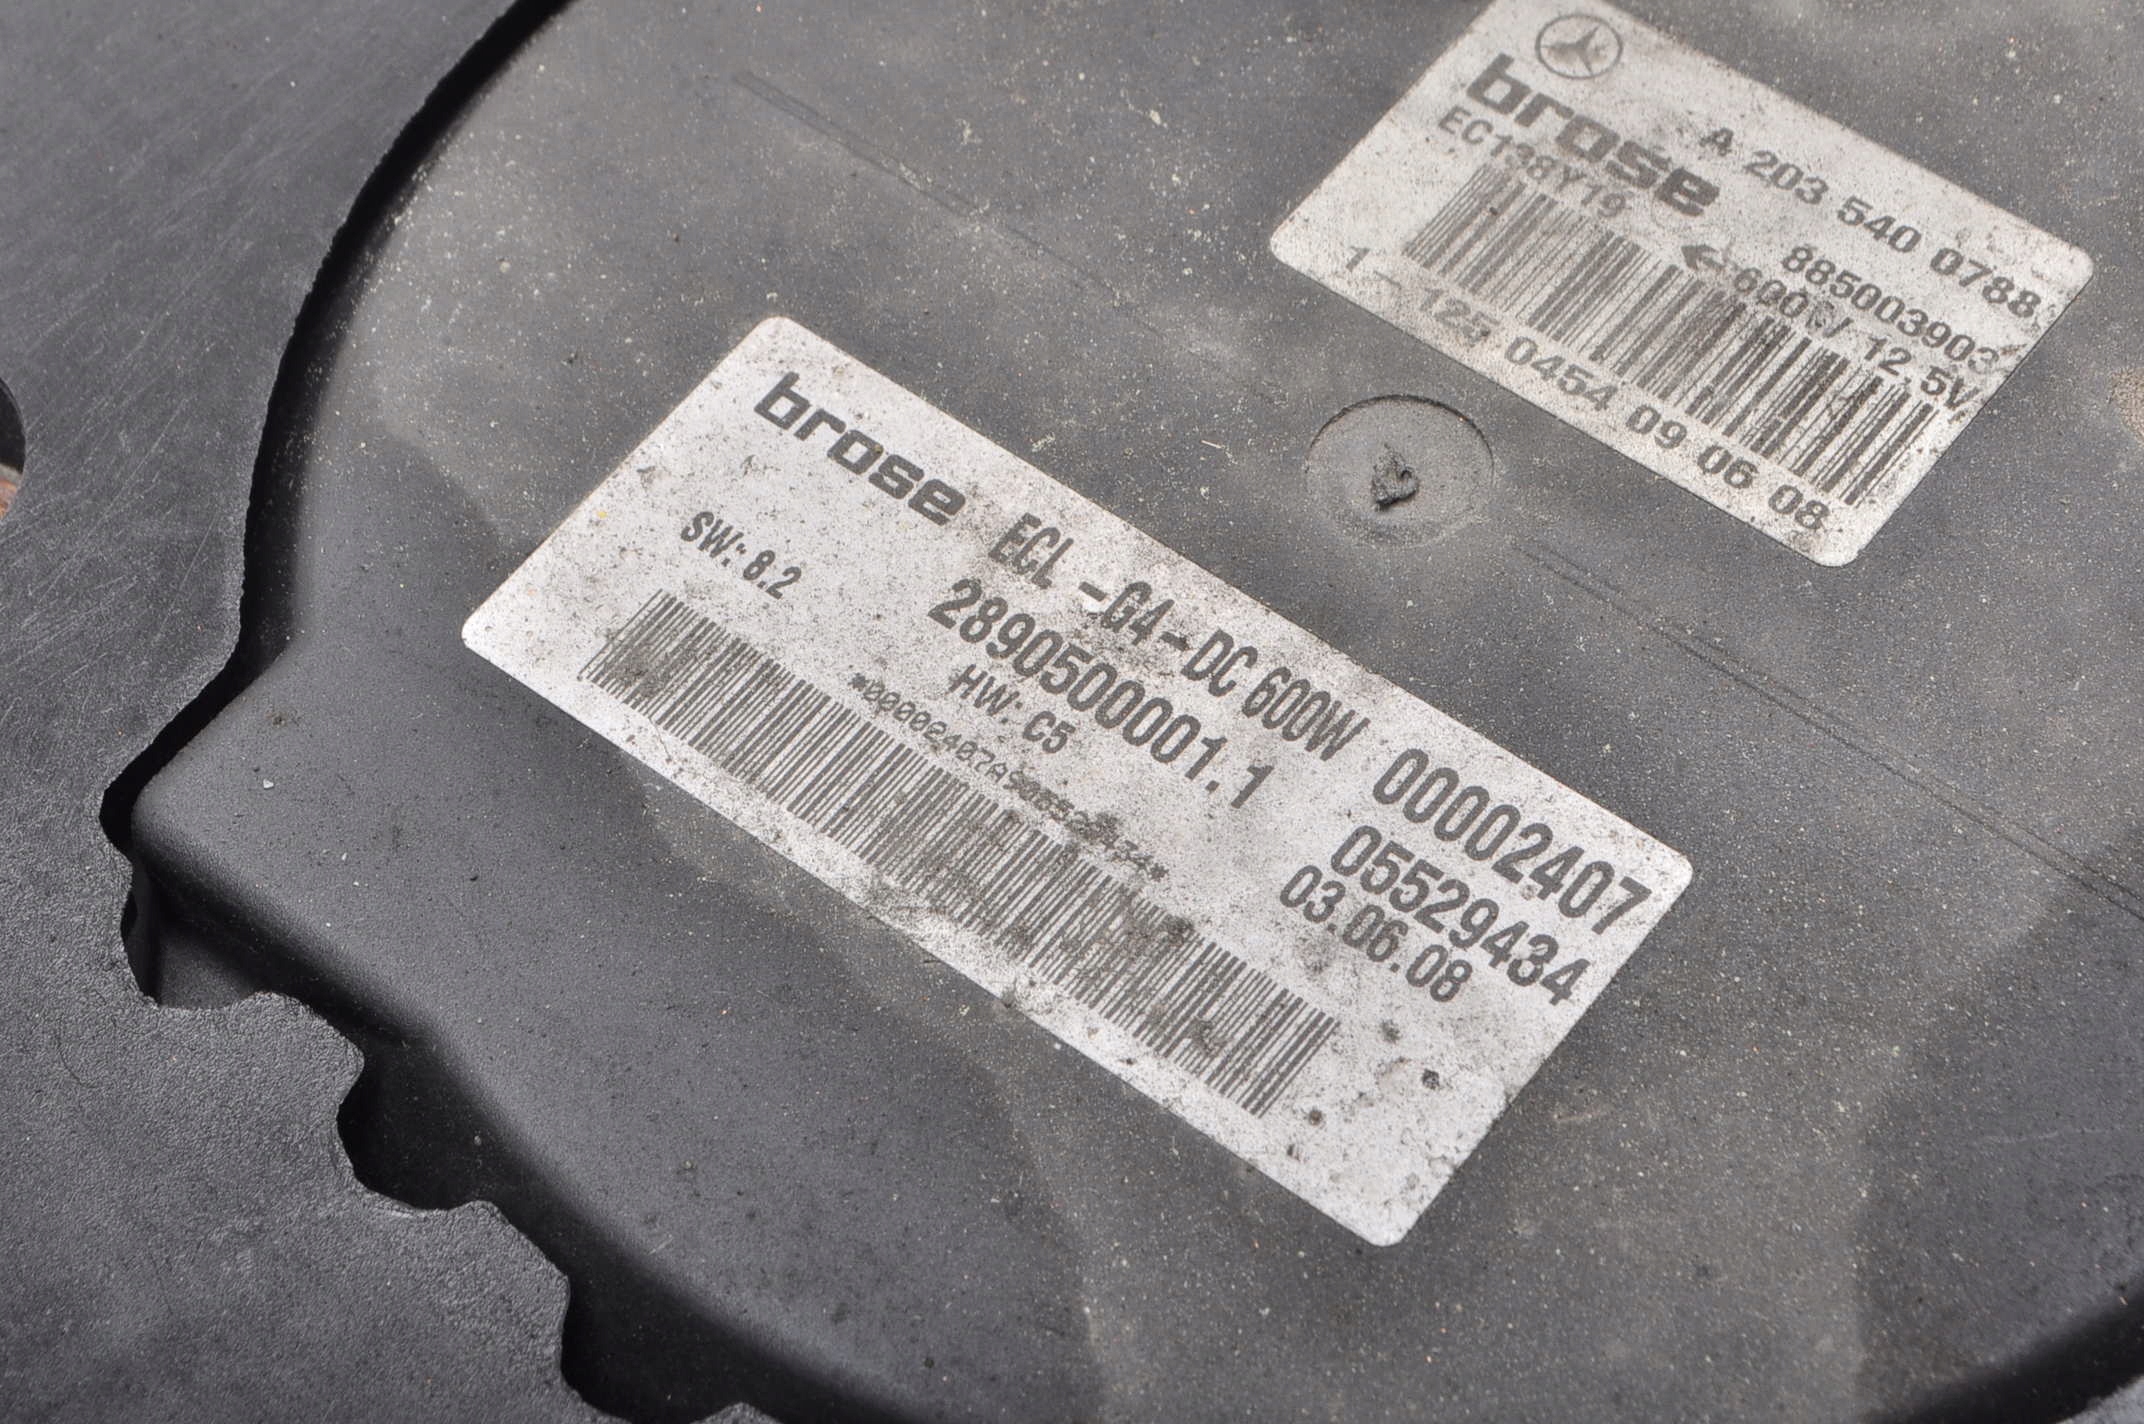 A 203 540 0788
brose
885003903
EC138Y19
600W 12,5V
1 - 125 0454 09 06 08
brose
ECL -G4-DC 600W
00002407
SW: 8.2
2890500001.1
05529434
HW: C5
03.06.08